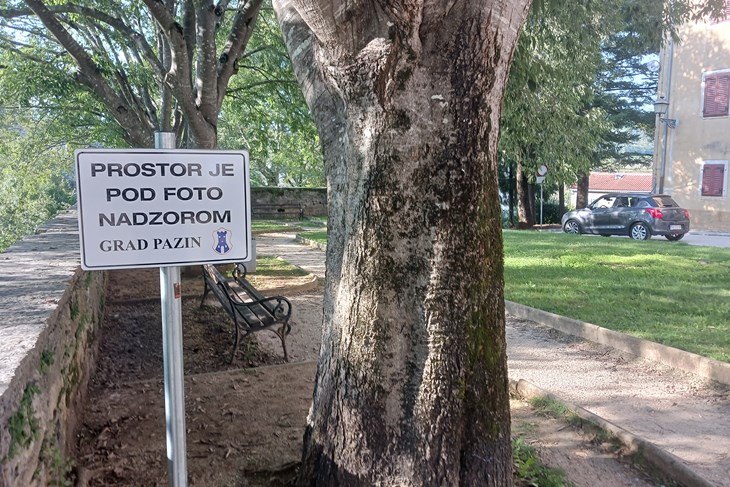 PROSTOR JE
POD FOTO
NADZOROM
GRAD PAZIN